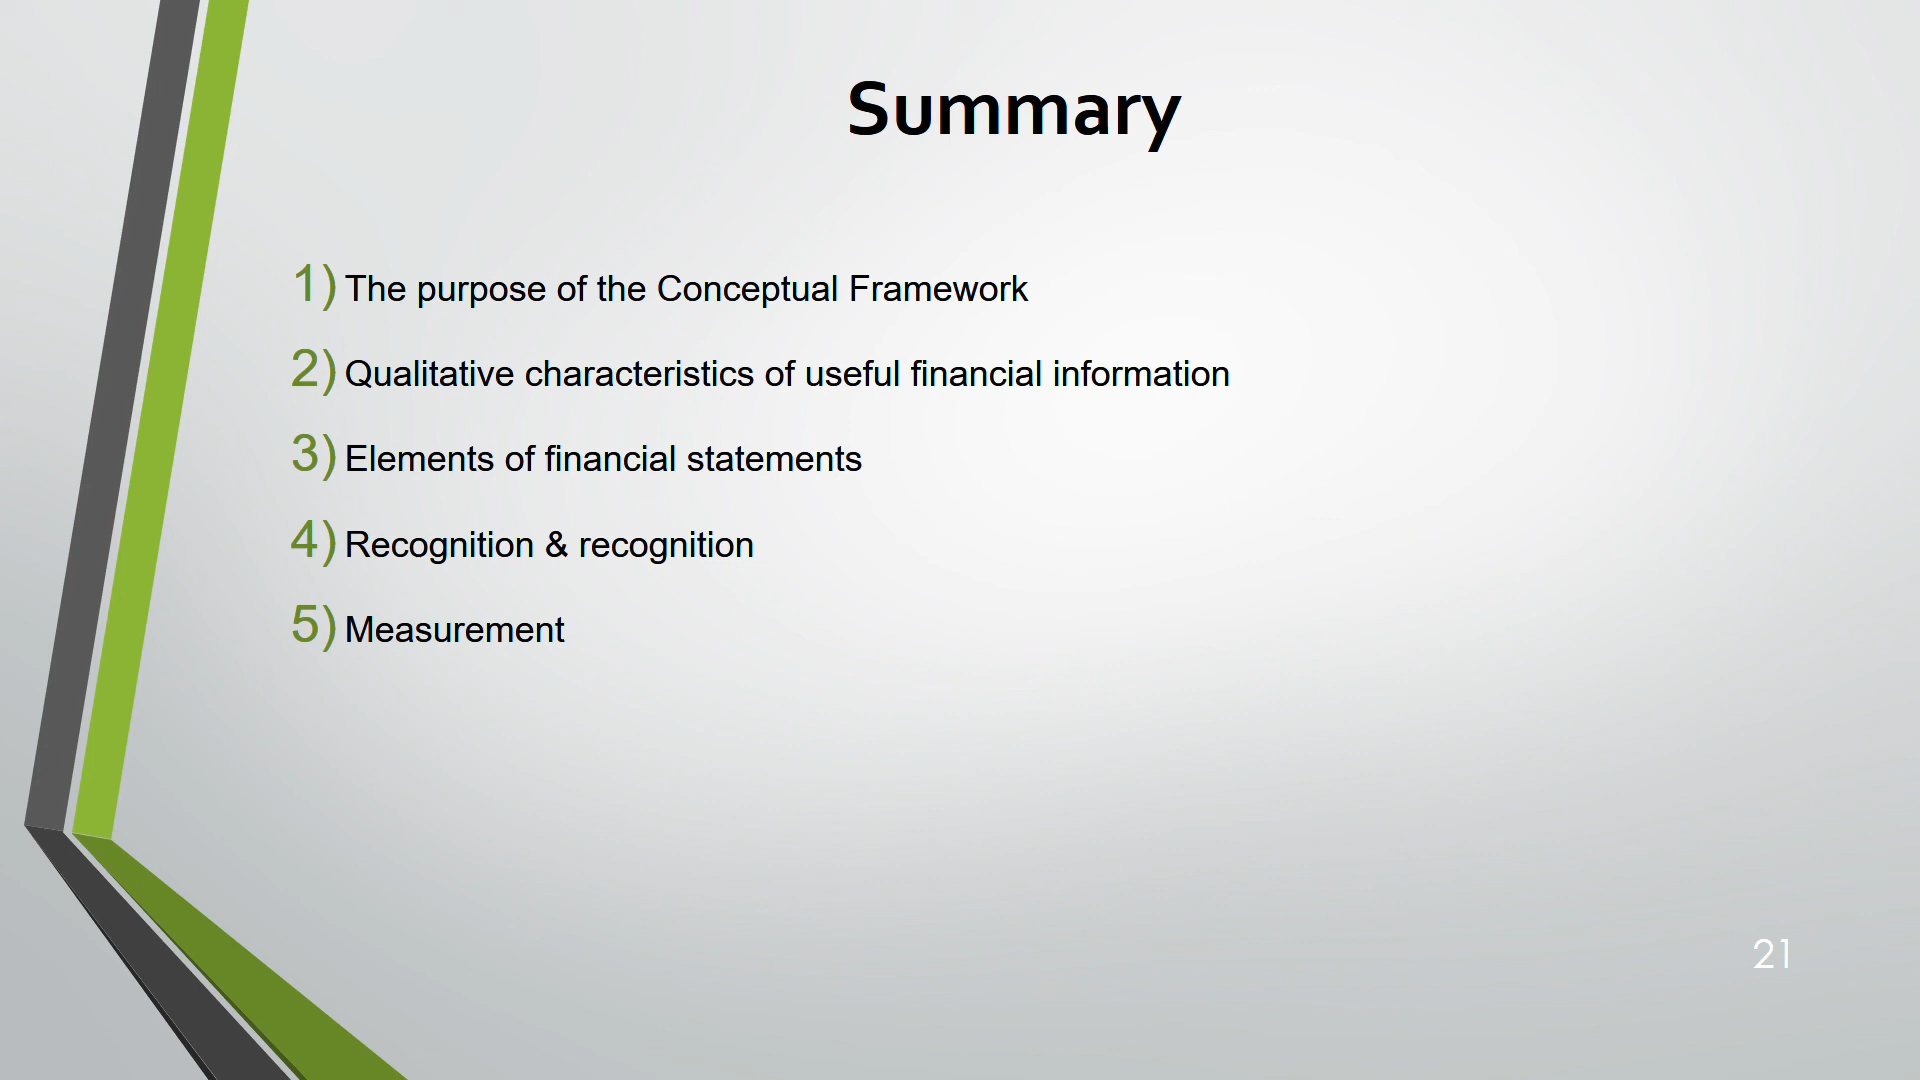 Summary
1) The purpose of the Conceptual Framework
2) Qualitative characteristics of useful financial information
3) Elements of financial statements
4) Recognition & recognition
5) Measurement
21